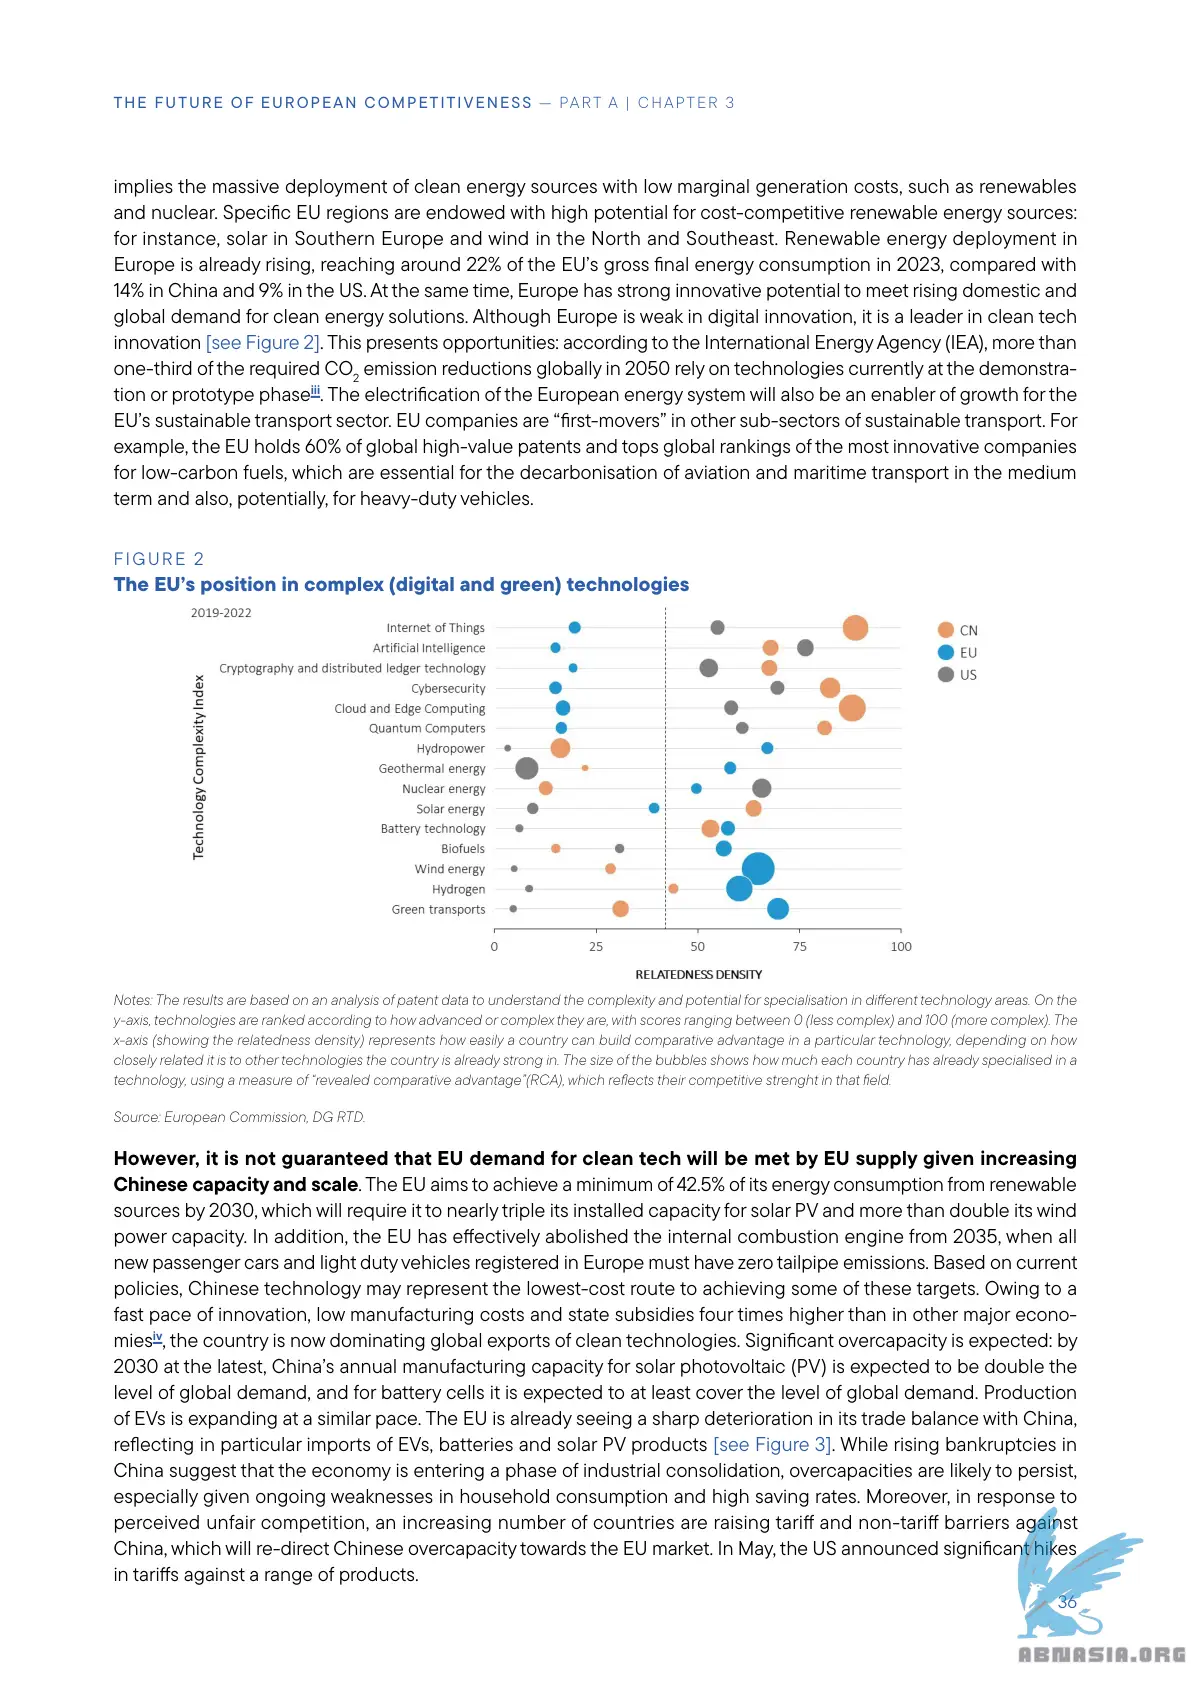 THE FUTURE OF EUROPEAN COMPETITIVENESS — PART A | CHAPTER 3
implies the massive deployment of clean energy sources with low marginal generation costs, such as renewables
and nuclear. Specific EU regions are endowed with high potential for cost-competitive renewable energy sources:
for instance, solar in Southern Europe and wind in the North and Southeast. Renewable energy deployment in
Europe is already rising, reaching around 22% of the EU's gross final energy consumption in 2023, compared with
14% in China and 9% in the US. At the same time, Europe has strong innovative potential to meet rising domestic and
global demand for clean energy solutions. Although Europe is weak in digital innovation, it is a leader in clean tech
innovation [see Figure 2]. This presents opportunities: according to the International Energy Agency (IEA), more than
one-third of the required CO2 emission reductions globally in 2050 rely on technologies currently at the demonstra-
tion or prototype phaseiii. The electrification of the European energy system will also be an enabler of growth for the
EU's sustainable transport sector. EU companies are “first-movers” in other sub-sectors of sustainable transport. For
example, the EU holds 60% of global high-value patents and tops global rankings of the most innovative companies
for low-carbon fuels, which are essential for the decarbonisation of aviation and maritime transport in the medium
term and also, potentially, for heavy-duty vehicles.
FIGURE 2
The EU's position in complex (digital and green) technologies
2019-2022
Technology Complexity Index
Internet of Things
Artificial Intelligence
Cryptography and distributed ledger technology
Cybersecurity
Cloud and Edge Computing
Quantum Computers
Hydropower
Geothermal energy
Nuclear energy
Solar energy
Battery technology
Biofuels
Wind energy
Hydrogen
Green transports
CN
EU
US
0 25 50 75 100
RELATEDNESS DENSITY
Notes: The results are based on an analysis of patent data to understand the complexity and potential for specialisation in different technology areas. On the
y-axis, technologies are ranked according to how advanced or complex they are, with scores ranging between 0 (less complex) and 100 (more complex). The
x-axis (showing the relatedness density) represents how easily a country can build comparative advantage in a particular technology, depending on how
closely related it is to other technologies the country is already strong in. The size of the bubbles shows how much each country has already specialised in a
technology, using a measure of “revealed comparative advantage”(RCA), which reflects their competitive strenght in that field.
Source: European Commission, DG RTD.
However, it is not guaranteed that EU demand for clean tech will be met by EU supply given increasing
Chinese capacity and scale. The EU aims to achieve a minimum of 42.5% of its energy consumption from renewable
sources by 2030, which will require it to nearly triple its installed capacity for solar PV and more than double its wind
power capacity. In addition, the EU has effectively abolished the internal combustion engine from 2035, when all
new passenger cars and light duty vehicles registered in Europe must have zero tailpipe emissions. Based on current
policies, Chinese technology may represent the lowest-cost route to achieving some of these targets. Owing to a
fast pace of innovation, low manufacturing costs and state subsidies four times higher than in other major econo-
miesiv, the country is now dominating global exports of clean technologies. Significant overcapacity is expected: by
2030 at the latest, China's annual manufacturing capacity for solar photovoltaic (PV) is expected to be double the
level of global demand, and for battery cells it is expected to at least cover the level of global demand. Production
of EVs is expanding at a similar pace. The EU is already seeing a sharp deterioration in its trade balance with China,
reflecting in particular imports of EVs, batteries and solar PV products [see Figure 3]. While rising bankruptcies in
China suggest that the economy is entering a phase of industrial consolidation, overcapacities are likely to persist,
especially given ongoing weaknesses in household consumption and high saving rates. Moreover, in response to
perceived unfair competition, an increasing number of countries are raising tariff and non-tariff barriers against
China, which will re-direct Chinese overcapacity towards the EU market. In May, the US announced significant hikes
in tariffs against a range of products.
36
ABNASIA.ORG